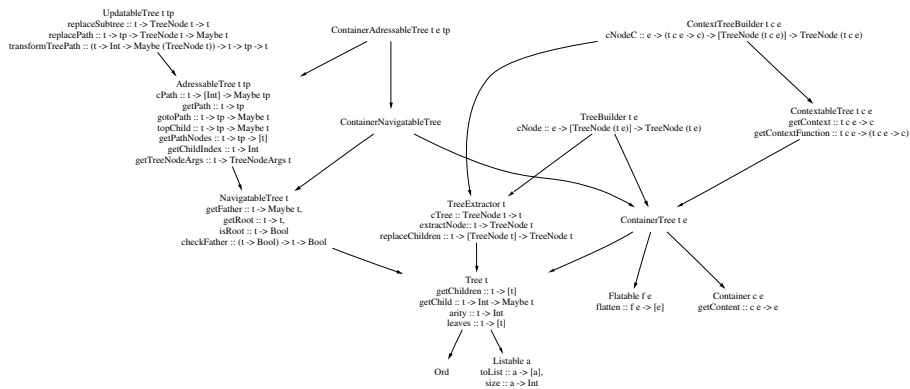 UpdatableTree t tp
replaceSubtree :: t -> TreeNode t -> t
replacePath :: t -> tp -> TreeNode t -> Maybe t
transformTreePath :: (t -> Int -> Maybe (TreeNode t)) -> t -> tp -> t
ContainerAdressableTree t e tp
ContextTreeBuilder t c e
cNodeC :: e -> (t c e -> c) -> [TreeNode (t c e)] -> TreeNode (t c e)
AdressableTree t tp
cPath :: t -> [Int] -> Maybe tp
getPath :: t -> tp
gotoPath :: t -> tp -> Maybe t
topChild :: t -> tp -> Maybe t
getPathNodes :: t -> tp -> [t]
getChildIndex :: t -> Int
getTreeNodeArgs :: t -> TreeNodeArgs t
ContainerNavigatableTree
TreeBuilder t e
cNode :: e -> [TreeNode (t e)] -> TreeNode (t e)
ContextableTree t c e
getContext :: t c e -> c
getContextFunction :: t c e -> (t c e -> c)
NavigatableTree t
getFather :: t -> Maybe t,
getRoot :: t -> t,
isRoot :: t -> Bool
checkFather :: (t -> Bool) -> t -> Bool
TreeExtractor t
cTree :: TreeNode t -> t
extractNode:: t -> TreeNode t
replaceChildren :: t -> [TreeNode t] -> TreeNode t
ContainerTree t e
Tree t
getChildren :: t -> [t]
getChild :: t -> Int -> Maybe t
arity :: t -> Int
leaves :: t -> [t]
Flatable f e
flatten :: f e -> [e]
Container c e
getContent :: c e -> e
Ord
Listable a
toList :: a -> [a],
size :: a -> Int